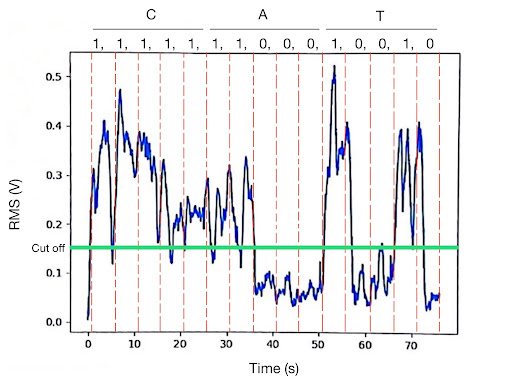 C A T
1, 1, 1, 1, 1, 1, 1, 0, 0, 0, 1, 0, 0, 1, 0
0.5
0.4
0.3
0.2
Cut off
0.1
0.0
RMS (V)
0 10 20 30 40 50 60 70
Time (s)